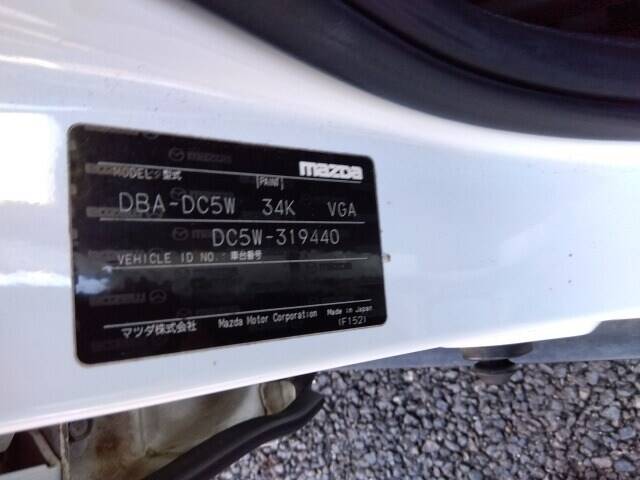 mazda
MODEL:型式 PAINT
DBA-DC5W 34K VGA
DC5W-319440
VEHICLE ID NO.:車台番号
マツダ株式会社 Mazda Motor Corporation Made in Japan
(F152)